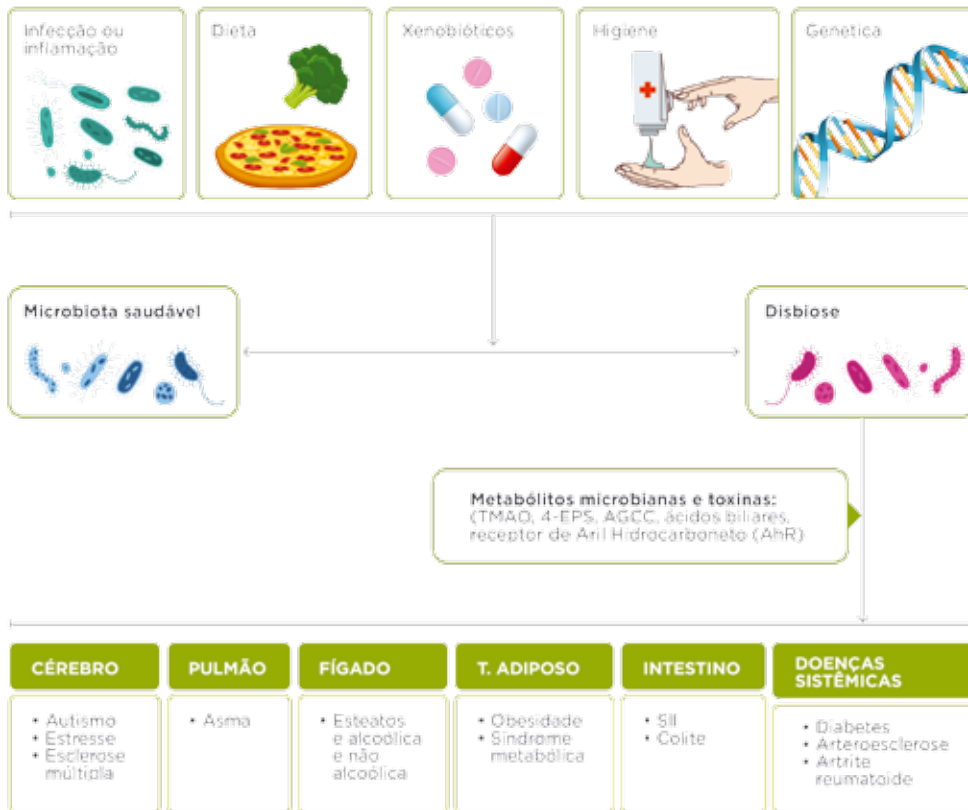 Infecção ou
inflamação
Dieta
Xenobióticos
Higiene
Genetica
Microbiota saudável
Disbiose
Metabólitos microbianas e toxinas:
(TMAO, 4-EPS, AGCC, ácidos biliares,
receptor de Aril Hidrocarboneto (AhR)
CÉREBRO
• Autismo
• Estresse
• Esclerose
múltipla
PULMÃO
• Asma
FÍGADO
• Esteatos
e alcoólica
e não
alcoólica
T. ADIPOSO
• Obesidade
• Síndrome
metabólica
INTESTINO
• SII
• Colite
DOENÇAS
SISTÊMICAS
• Diabetes
• Arteroesclerose
• Artrite
reumatoide